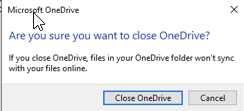 Microsoft OneDrive
Are you sure you want to close OneDrive?
If you close OneDrive, files in your OneDrive folder won't sync
with your files online.
Close OneDrive
Cancel